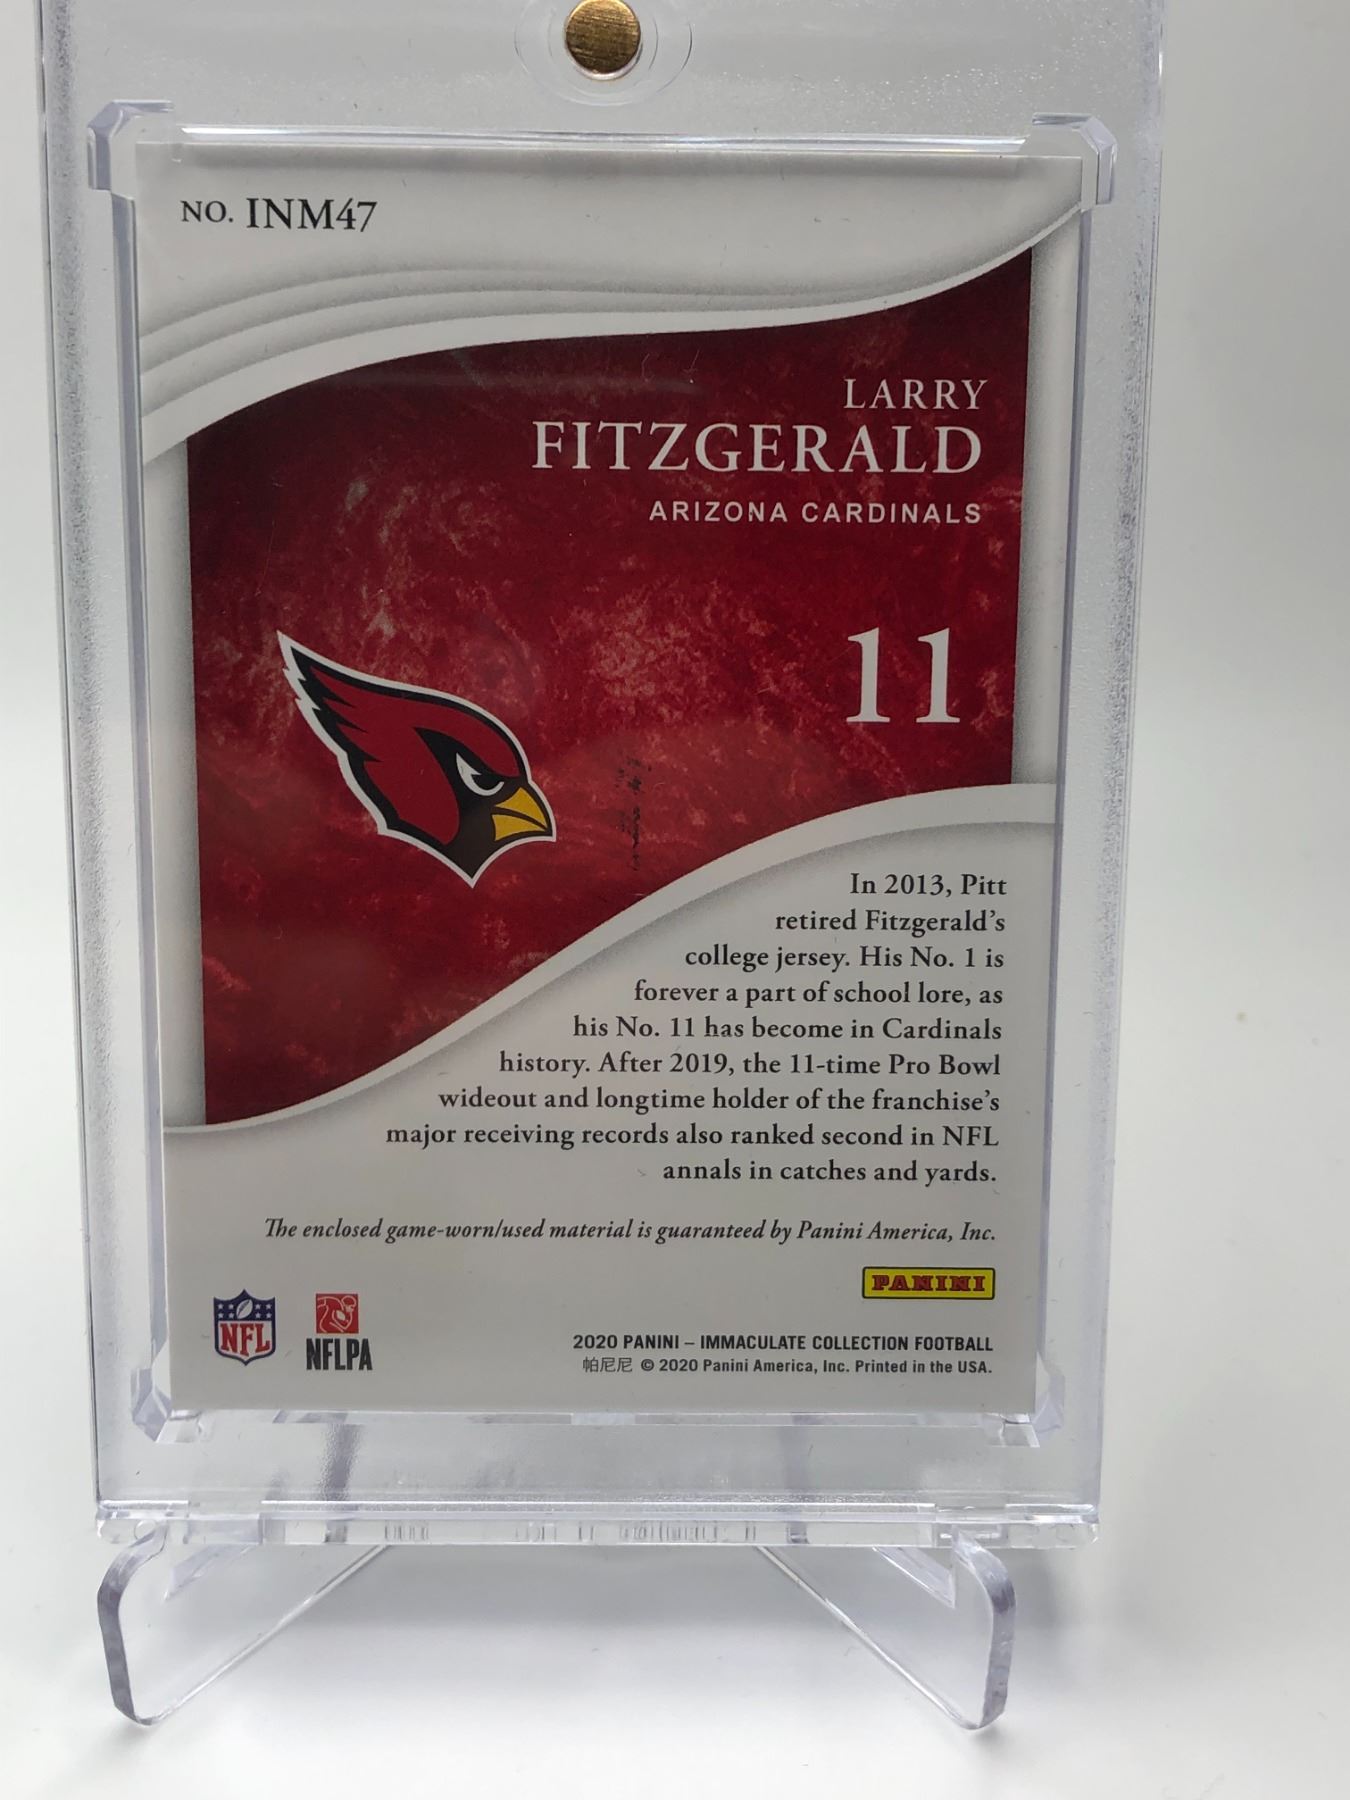 NO. INM47
LARRY
FITZGERALD
ARIZONA CARDINALS
11
In 2013, Pitt
retired Fitzgerald's
college jersey. His No. 1 is
forever a part of school lore, as
his No. 11 has become in Cardinals
history. After 2019, the 11-time Pro Bowl
wideout and longtime holder of the franchise's
major receiving records also ranked second in NFL
annals in catches and yards.
The enclosed game-worn/used material is guaranteed by Panini America, Inc.
PANINI
NFL
NFLPA
2020 PANINI – IMMACULATE COLLECTION FOOTBALL
帕尼尼 © 2020 Panini America, Inc. Printed in the USA.